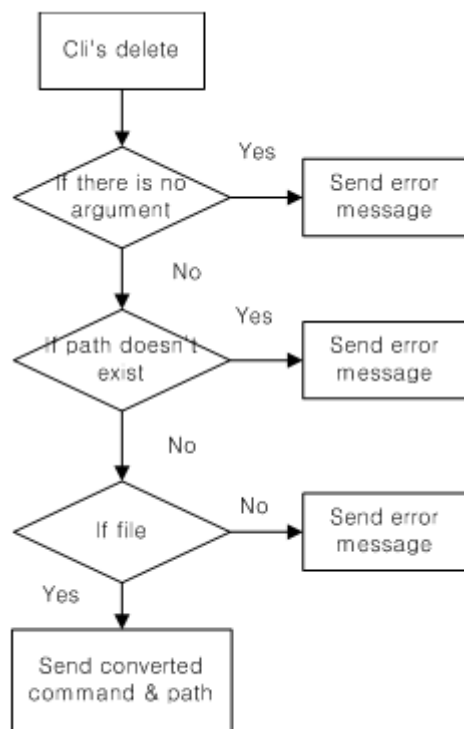 Cli's delete
If there is no
argument
Yes
Send error
message
No
If path doesn't
exist
Yes
Send error
message
No
If file
No
Send error
message
Yes
Send converted
command & path